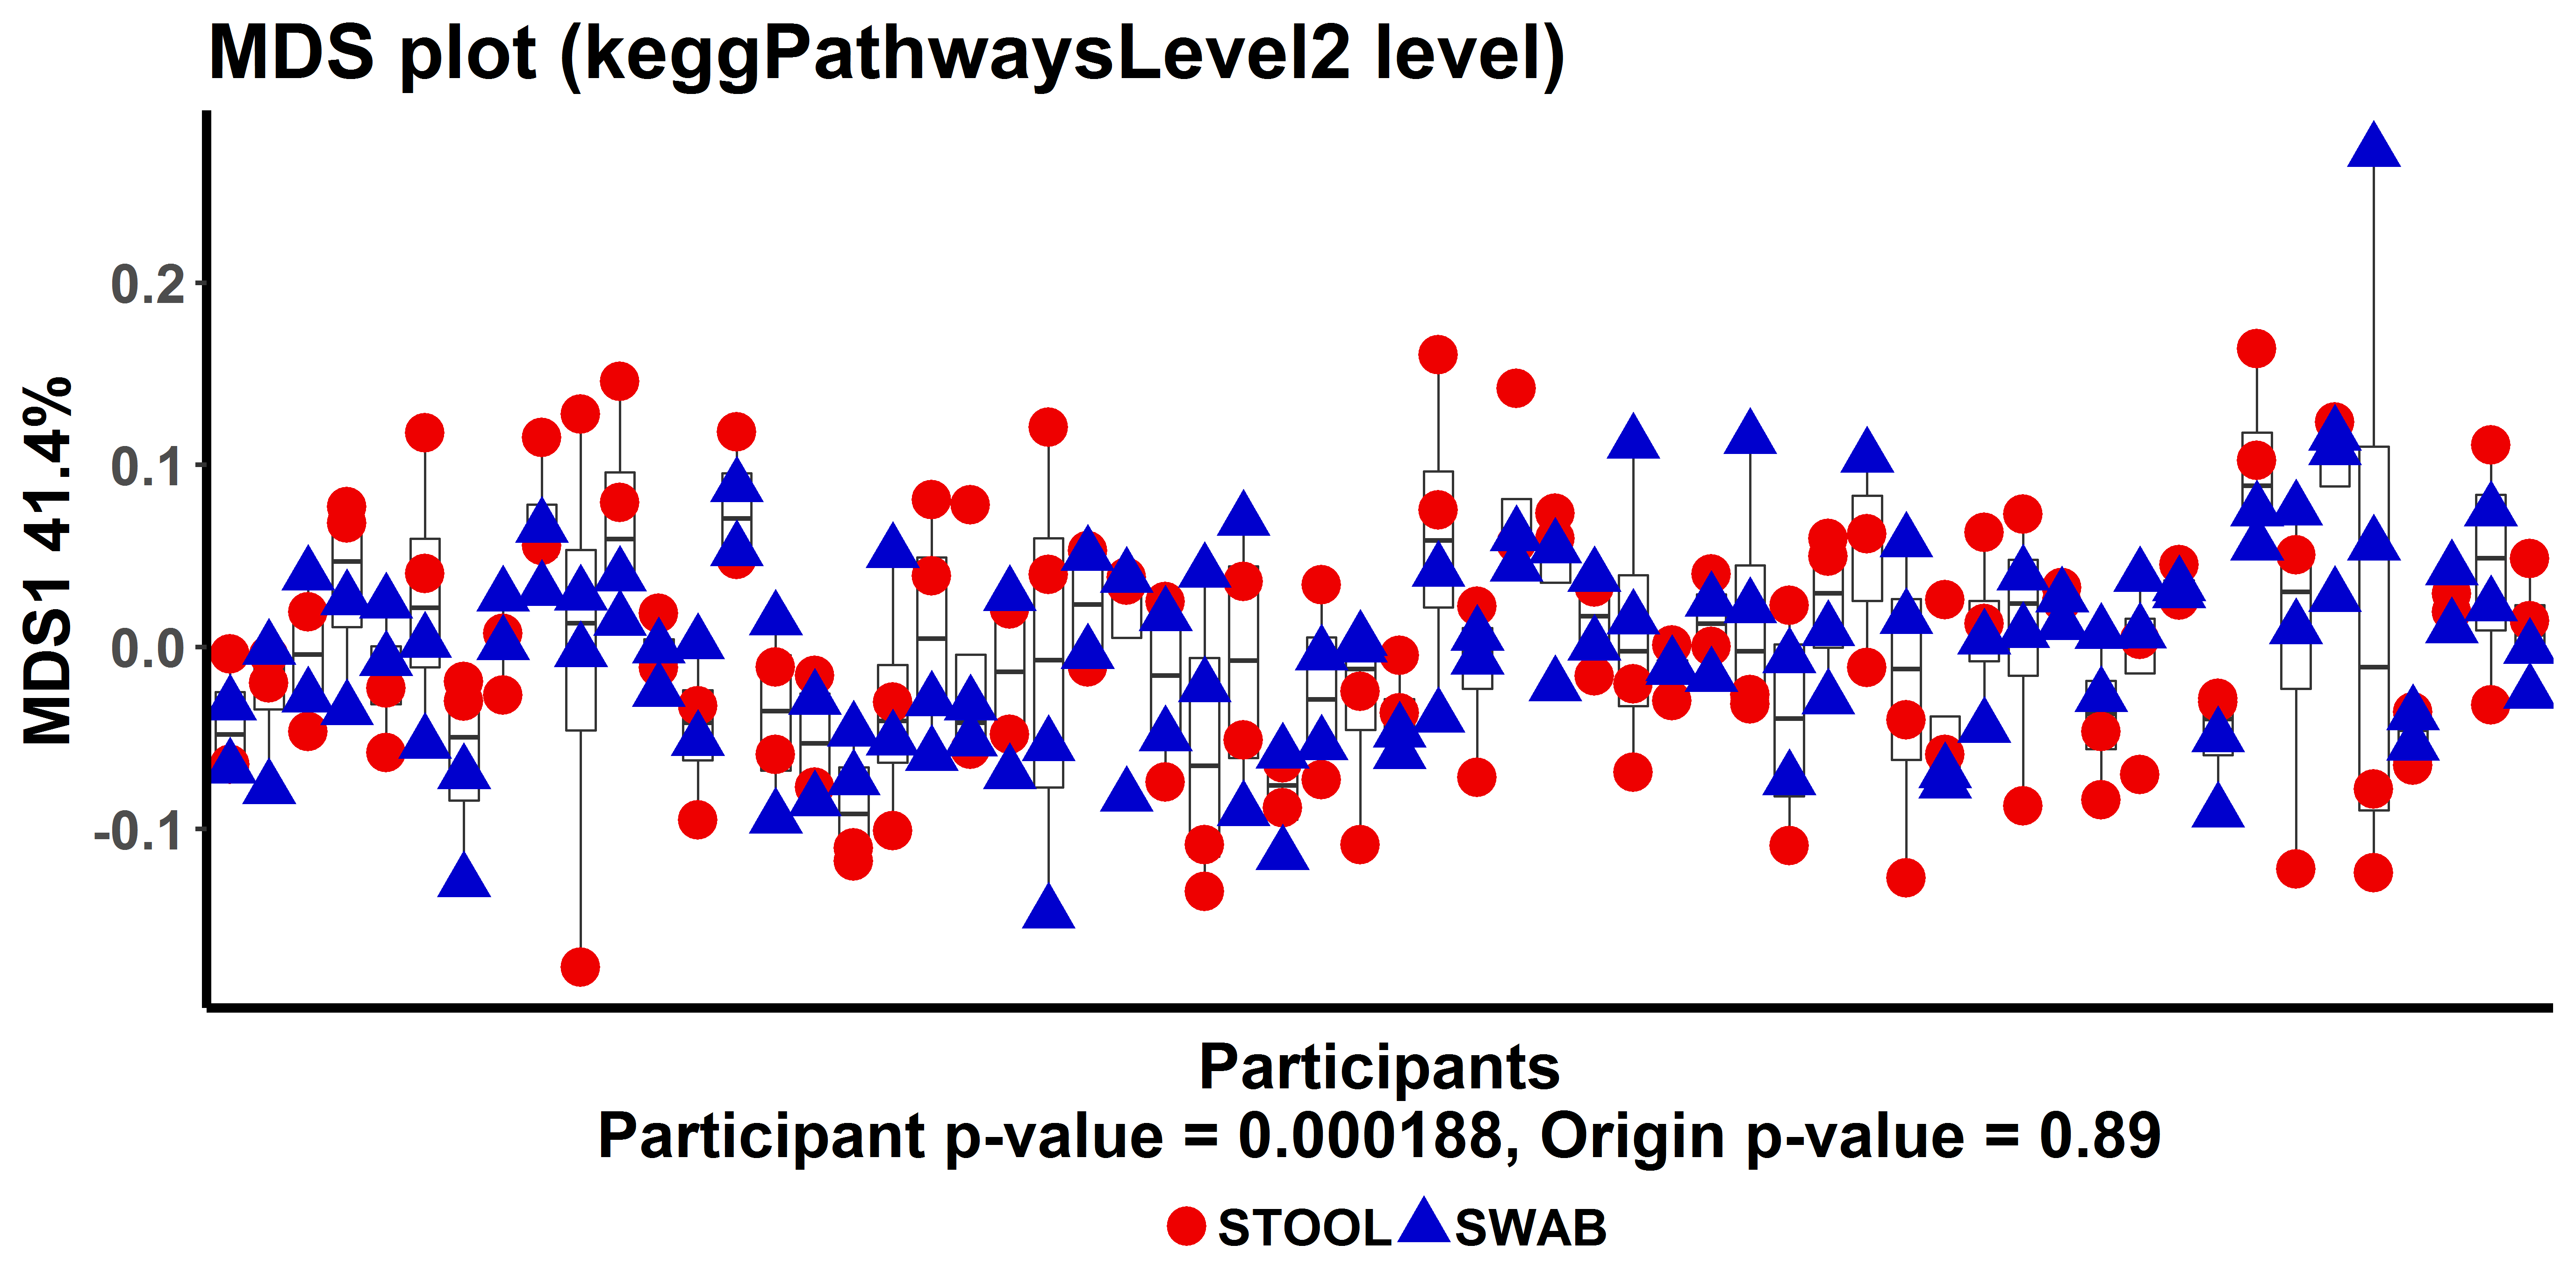 MDS plot (keggPathwaysLevel2 level)
MDS1 41.4%
0.2
0.1
0.0
-0.1
Participants
Participant p-value = 0.000188, Origin p-value = 0.89
STOOL SWAB